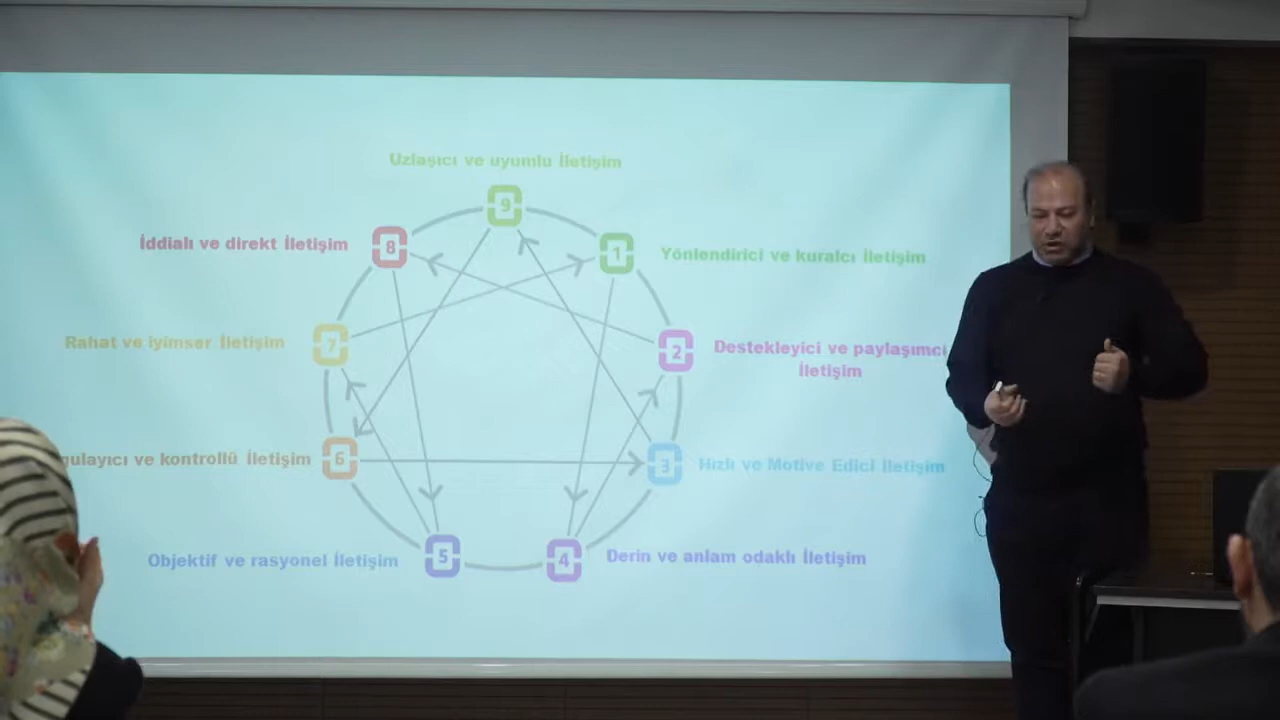 Uzlaşıcı ve uyumlu İletişim
9
İddialı ve direkt İletişim
8
1
Yönlendirici ve kuralcı İletişim
Rahat ve iyimser İletişim
7
2
Destekleyici ve paylaşımcı
İletişim
ve kontrollü İletişim
6
3
Hızlı ve Motive Edici İletişim
Objektif ve rasyonel İletişim
5
4
Derin ve anlam odaklı İletişim